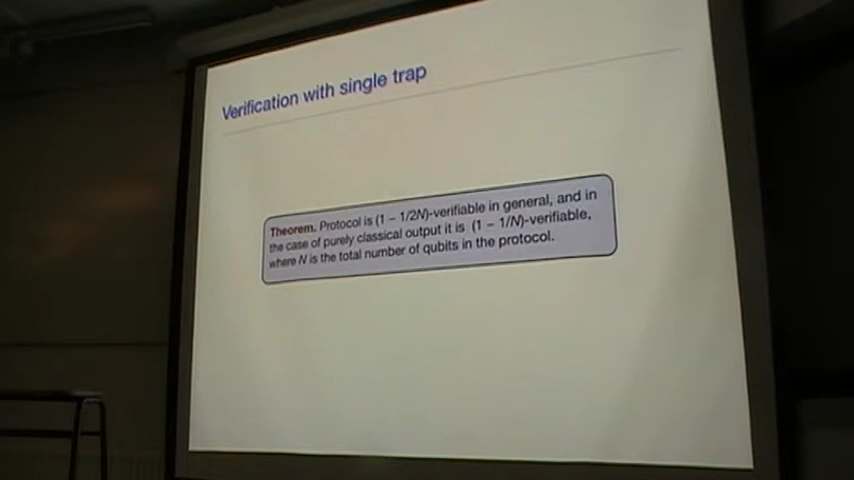 Verification with single trap
Theorem. Protocol is (1 − 1/2N)-verifiable in general, and in
the case of purely classical output it is (1 − 1/N)-verifiable,
where N is the total number of qubits in the protocol.